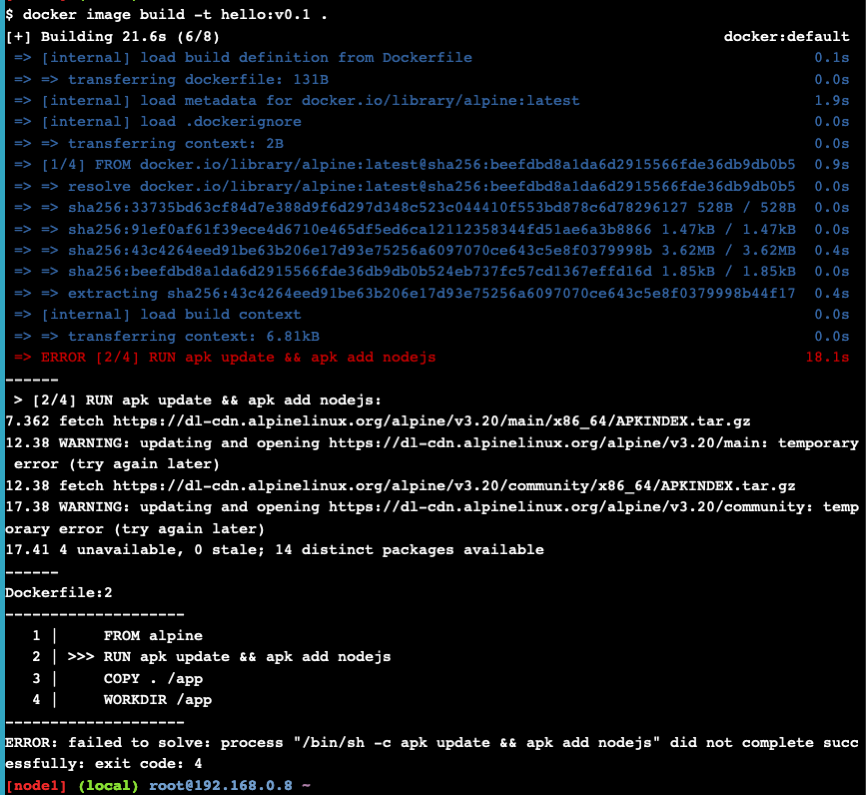 $ docker image build -t hello:v0.1 .
[+] Building 21.6s (6/8) docker:default
=> [internal] load build definition from Dockerfile 0.1s
=> => transferring dockerfile: 131B 0.0s
=> [internal] load metadata for docker.io/library/alpine:latest 1.9s
=> [internal] load .dockerignore 0.0s
=> => transferring context: 2B 0.0s
=> [1/4] FROM docker.io/library/alpine:latest@sha256:beefdbd8a1da6d2915566fde36db9db0b5 0.9s
=> => resolve docker.io/library/alpine:latest@sha256:beefdbd8a1da6d2915566fde36db9db0b5 0.0s
=> => sha256:33735bd63cf84d7e388d9f6d297d348c523c044410f553bd878c6d78296127 528B / 528B 0.0s
=> => sha256:91ef0af61f39ece4d6710e465df5ed6ca12112358344fd51ae6a3b8866 1.47kB / 1.47kB 0.0s
=> => sha256:43c4264eed91be63b206e17d93e75256a6097070ce643c5e8f0379998b 3.62MB / 3.62MB 0.4s
=> => sha256:beefdbd8a1da6d2915566fde36db9db0b524eb737fc57cd1367effd16d 1.85kB / 1.85kB 0.0s
=> => extracting sha256:43c4264eed91be63b206e17d93e75256a6097070ce643c5e8f0379998b44f17 0.4s
=> [internal] load build context 0.0s
=> => transferring context: 6.81kB 0.0s
=> ERROR [2/4] RUN apk update && apk add nodejs 18.1s
------
> [2/4] RUN apk update && apk add nodejs:
7.362 fetch https://dl-cdn.alpinelinux.org/alpine/v3.20/main/x86_64/APKINDEX.tar.gz
12.38 WARNING: updating and opening https://dl-cdn.alpinelinux.org/alpine/v3.20/main: temporary
error (try again later)
12.38 fetch https://dl-cdn.alpinelinux.org/alpine/v3.20/community/x86_64/APKINDEX.tar.gz
17.38 WARNING: updating and opening https://dl-cdn.alpinelinux.org/alpine/v3.20/community: temp
orary error (try again later)
17.41 4 unavailable, 0 stale; 14 distinct packages available
------
Dockerfile:2
--------------------
1 | FROM alpine
2 | >>> RUN apk update && apk add nodejs
3 | COPY . /app
4 | WORKDIR /app
--------------------
ERROR: failed to solve: process "/bin/sh -c apk update && apk add nodejs" did not complete succ
essfully: exit code: 4
[node1] (local) root@192.168.0.8 ~